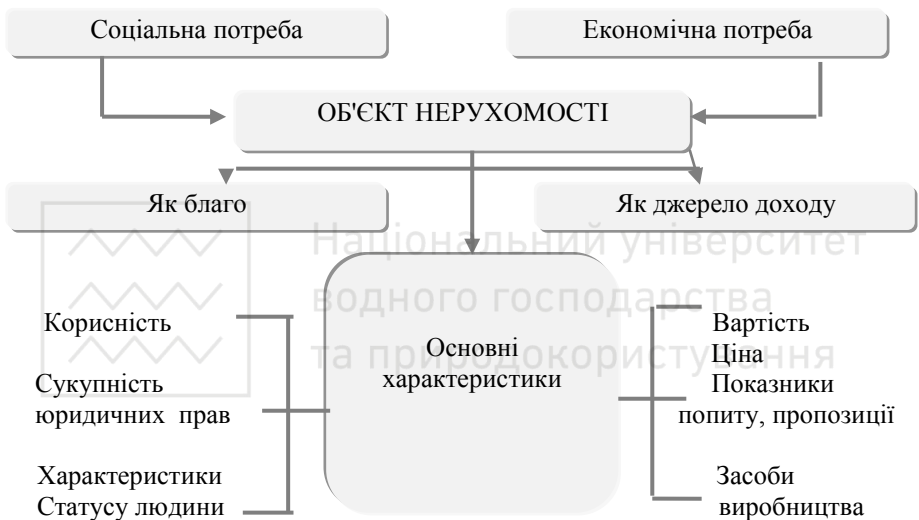 Соціальна потреба
Економічна потреба
ОБ'ЄКТ НЕРУХОМОСТІ
Як благо
Як джерело доходу
Національний університет
водного господарства
та природокористування
Корисність
Сукупність
юридичних прав
Характеристики
Статусу людини
Основні
характеристики
Вартість
Ціна
Показники
попиту, пропозиції
Засоби
виробництва